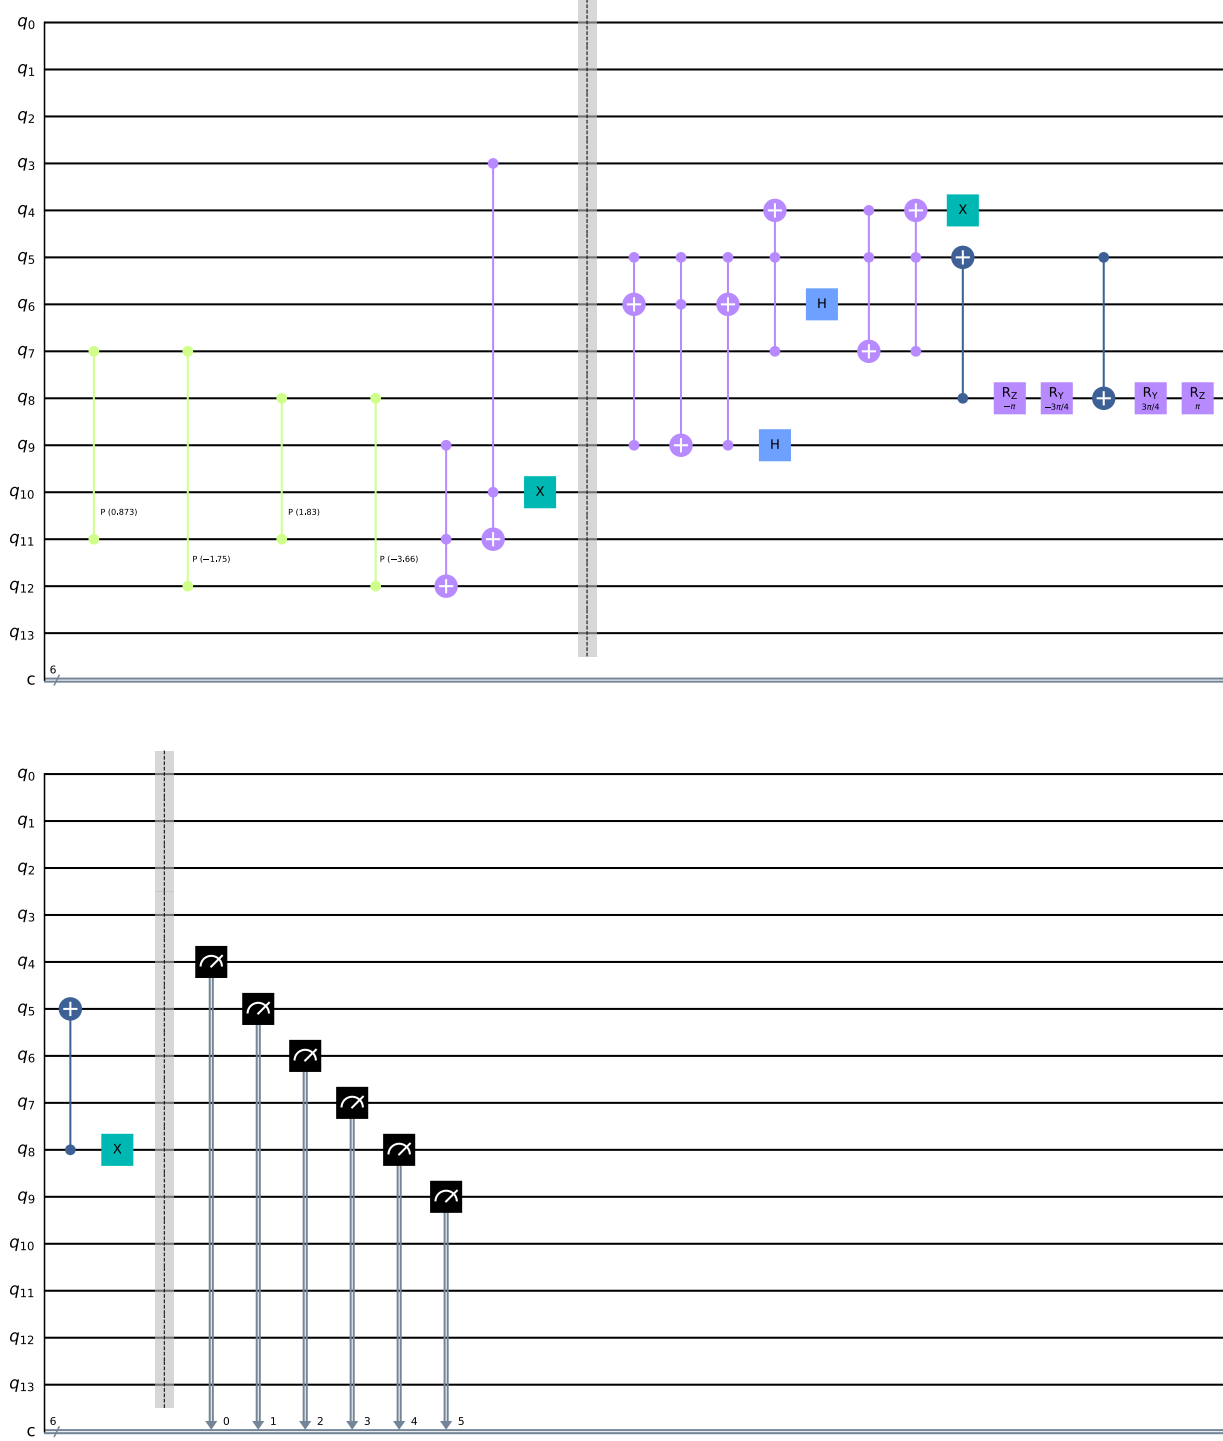 q0
q1
q2
q3
q4 X
q5
q6 H
q7
q8 RZ −π RY −3π/4 RY 3π/4 RZ π
q9 H
q10 X
P (0.873) P (1.83)
q11
P (−1.75) P (−3.66)
q12
q13
6
c
q0
q1
q2
q3
q4
q5
q6
q7
q8 X
q9
q10
q11
q12
q13
6 0 1 2 3 4 5
c